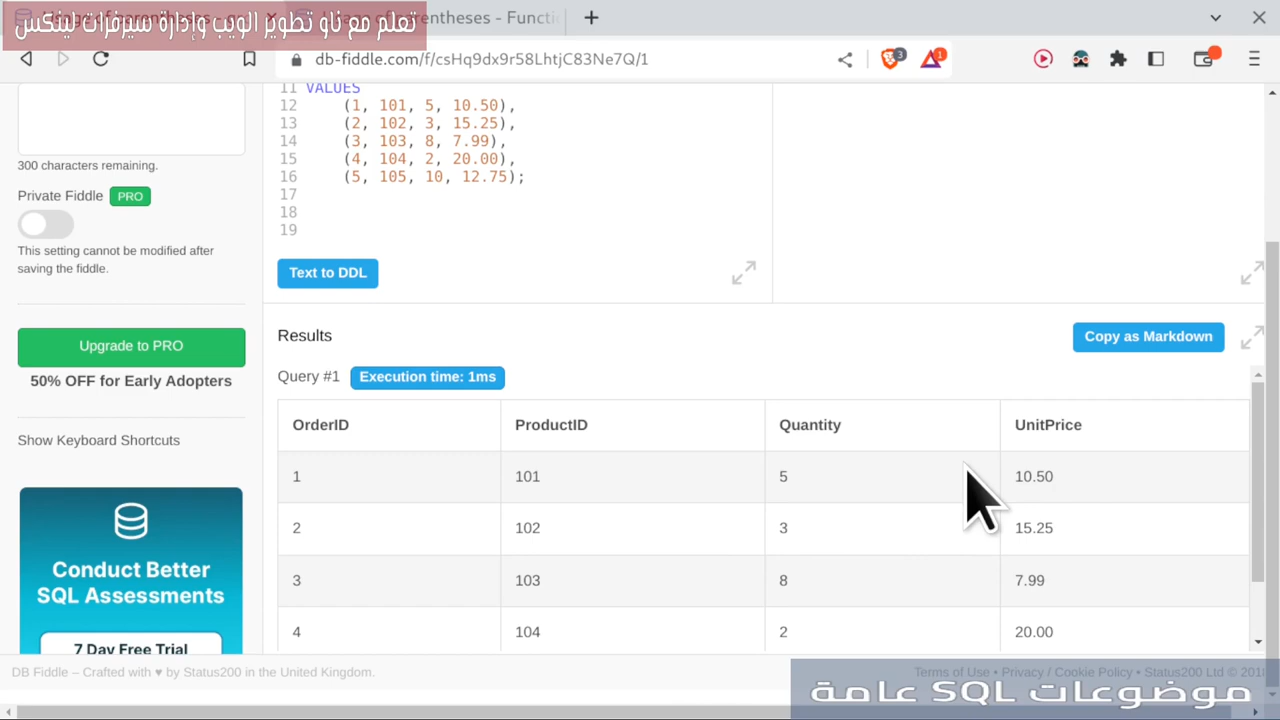 تعلم مع ناو تطوير الويب وإدارة سيرفرات لينكس
entheses - Functi
db-fiddle.com/f/csHq9dx9r58LhtjC83Ne7Q/1
3
1
11 VALUES
12 (1, 101, 5, 10.50),
13 (2, 102, 3, 15.25),
14 (3, 103, 8, 7.99),
15 (4, 104, 2, 20.00),
16 (5, 105, 10, 12.75);
17
18
19
300 characters remaining.
Private Fiddle PRO
This setting cannot be modified after
saving the fiddle.
Text to DDL
Upgrade to PRO
50% OFF for Early Adopters
Show Keyboard Shortcuts
Conduct Better
SQL Assessments
7 Day Free Trial
Results
Copy as Markdown
Query #1 Execution time: 1ms
OrderID ProductID Quantity UnitPrice
1 101 5 10.50
2 102 3 15.25
3 103 8 7.99
4 104 2 20.00
DB Fiddle – Crafted with ♥ by Status200 in the United Kingdom.
Terms of Use • Privacy / Cookie Policy • Status200 Ltd © 201
موضوعات SQL عامة